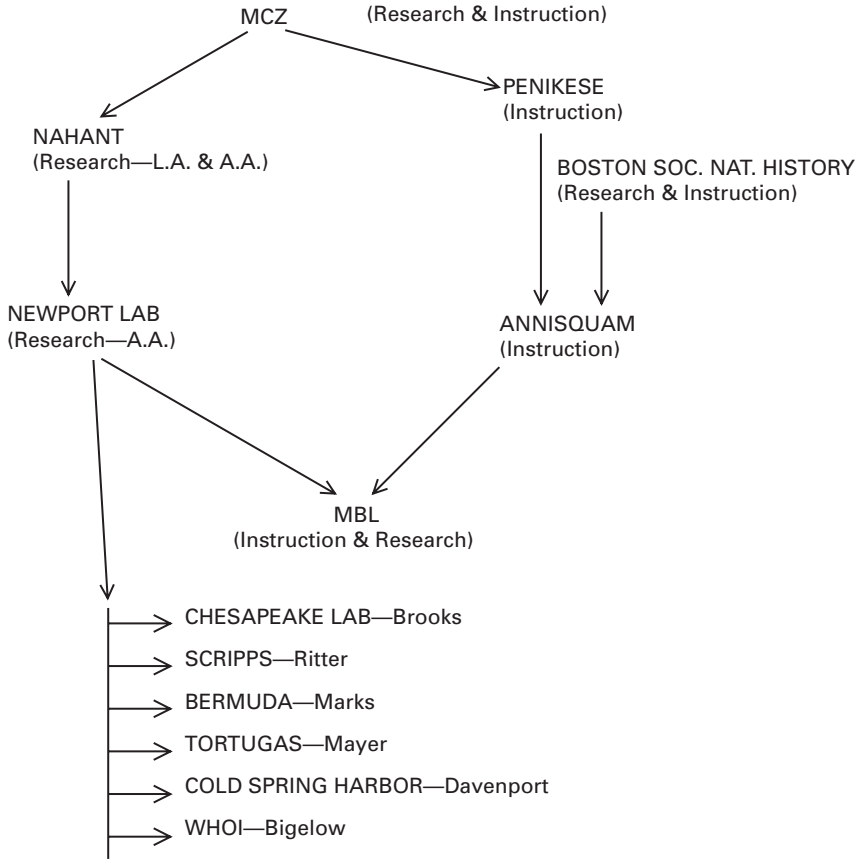 MCZ (Research & Instruction)
PENIKESE
(Instruction)
NAHANT
(Research—L.A. & A.A.)
BOSTON SOC. NAT. HISTORY
(Research & Instruction)
NEWPORT LAB
(Research—A.A.)
ANNISQUAM
(Instruction)
MBL
(Instruction & Research)
CHESAPEAKE LAB—Brooks
SCRIPPS—Ritter
BERMUDA—Marks
TORTUGAS—Mayer
COLD SPRING HARBOR—Davenport
WHOI—Bigelow